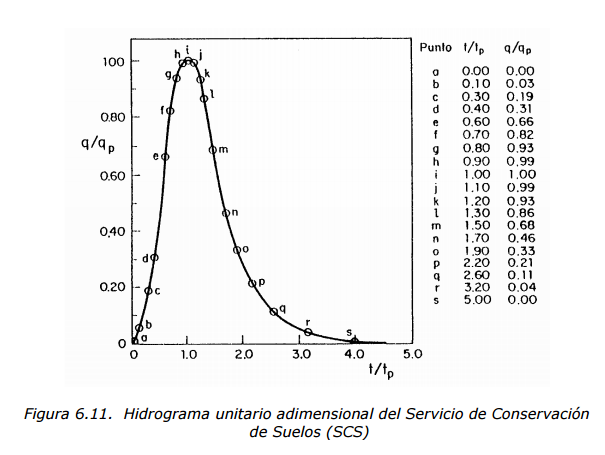 100
0.80
q/qp
0.60
0.40
0.20
0
a
b
c
d
e
f
g
h
i
j
k
l
m
n
o
p
q
r
s
0 1.0 2.0 3.0 4.0 5.0
t/tp
Punto t/tp q/qp
a 0.00 0.00
b 0.10 0.03
c 0.30 0.19
d 0.40 0.31
e 0.60 0.66
f 0.70 0.82
g 0.80 0.93
h 0.90 0.99
i 1.00 1.00
j 1.10 0.99
k 1.20 0.93
l 1.30 0.86
m 1.50 0.68
n 1.70 0.46
o 1.90 0.33
p 2.20 0.21
q 2.60 0.11
r 3.20 0.04
s 5.00 0.00
Figura 6.11. Hidrograma unitario adimensional del Servicio de Conservación
de Suelos (SCS)